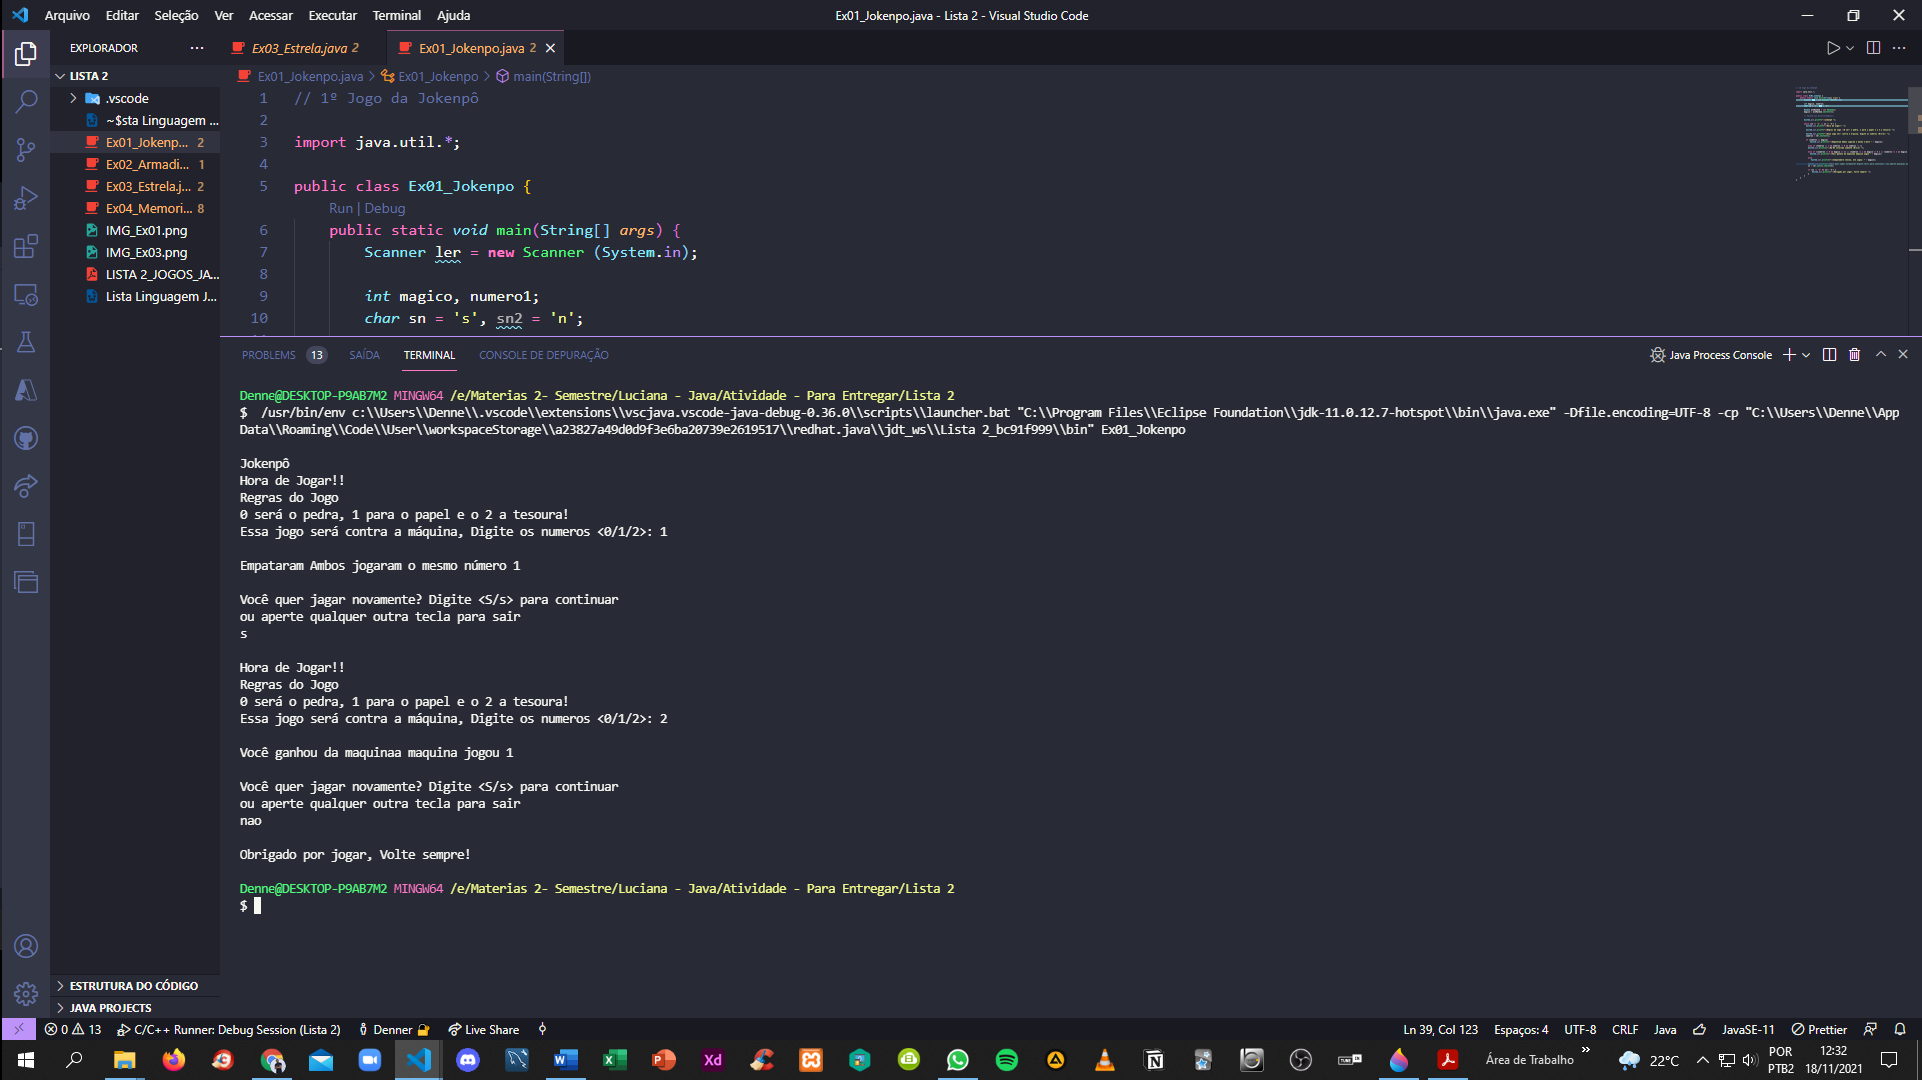 Arquivo Editar Seleção Ver Acessar Executar Terminal Ajuda
Ex01_Jokenpo.java - Lista 2 - Visual Studio Code
EXPLORADOR ···
Ex03_Estrela.java 2
Ex01_Jokenpo.java 2
LISTA 2
.vscode
~$sta Linguagem ...
Ex01_Jokenp... 2
Ex02_Armadi... 1
Ex03_Estrela.j... 2
Ex04_Memori... 8
IMG_Ex01.png
IMG_Ex03.png
LISTA 2_JOGOS_JA...
Lista Linguagem J...
Ex01_Jokenpo.java > Ex01_Jokenpo > main(String[])
1 // 1º Jogo da Jokenpô
2
3 import java.util.*;
4
5 public class Ex01_Jokenpo {
Run | Debug
6 public static void main(String[] args) {
7 Scanner ler = new Scanner (System.in);
8
9 int magico, numero1;
10 char sn = 's', sn2 = 'n';
PROBLEMS 13 SAÍDA TERMINAL CONSOLE DE DEPURAÇÃO
Java Process Console
Denne@DESKTOP-P9AB7M2 MINGW64 /e/Materias 2- Semestre/Luciana - Java/Atividade - Para Entregar/Lista 2
$ /usr/bin/env c:\\Users\\Denne\\.vscode\\extensions\\vscjava.vscode-java-debug-0.36.0\\scripts\\launcher.bat "C:\\Program Files\\Eclipse Foundation\\jdk-11.0.12.7-hotspot\\bin\\java.exe" -Dfile.encoding=UTF-8 -cp "C:\\Users\\Denne\\App
Data\\Roaming\\Code\\User\\workspaceStorage\\a23827a49d0d9f3e6ba20739e2619517\\redhat.java\\jdt_ws\\Lista 2_bc91f999\\bin" Ex01_Jokenpo
Jokenpô
Hora de Jogar!!
Regras do Jogo
0 será o pedra, 1 para o papel e o 2 a tesoura!
Essa jogo será contra a máquina, Digite os numeros <0/1/2>: 1
Empataram Ambos jogaram o mesmo número 1
Você quer jagar novamente? Digite <S/s> para continuar
ou aperte qualquer outra tecla para sair
s
Hora de Jogar!!
Regras do Jogo
0 será o pedra, 1 para o papel e o 2 a tesoura!
Essa jogo será contra a máquina, Digite os numeros <0/1/2>: 2
Você ganhou da maquinaa maquina jogou 1
Você quer jagar novamente? Digite <S/s> para continuar
ou aperte qualquer outra tecla para sair
nao
Obrigado por jogar, Volte sempre!
Denne@DESKTOP-P9AB7M2 MINGW64 /e/Materias 2- Semestre/Luciana - Java/Atividade - Para Entregar/Lista 2
$
ESTRUTURA DO CÓDIGO
JAVA PROJECTS
0 13 C/C++ Runner: Debug Session (Lista 2) Denner Live Share
Ln 39, Col 123 Espaços: 4 UTF-8 CRLF Java JavaSE-11 Prettier
Xd
Área de Trabalho
22°C
POR
PTB2
12:32
18/11/2021